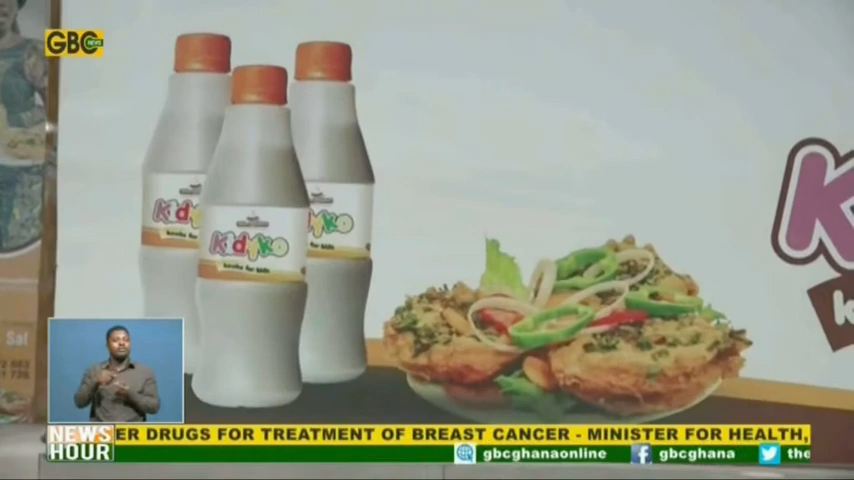 GBC NEWS
Kidyko
Kidyko
Kidyko
for kids
Sal
NEWS HOUR
ER DRUGS FOR TREATMENT OF BREAST CANCER - MINISTER FOR HEALTH,
gbcghanaonline
gbcghana
the